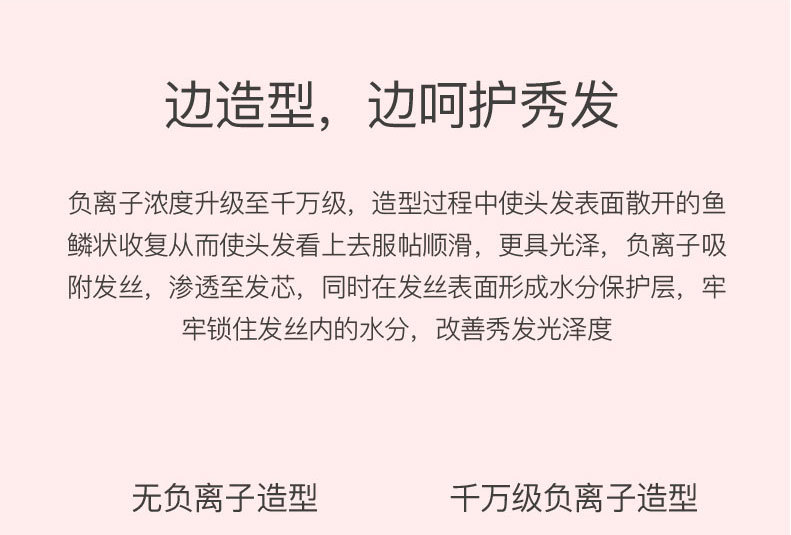 边造型，边呵护秀发
负离子浓度升级至千万级，造型过程中使头发表面散开的鱼
鳞状收复从而使头发看上去服帖顺滑，更具光泽，负离子吸
附发丝，渗透至发芯，同时在发丝表面形成水分保护层，牢
牢锁住发丝内的水分，改善秀发光泽度
无负离子造型
千万级负离子造型